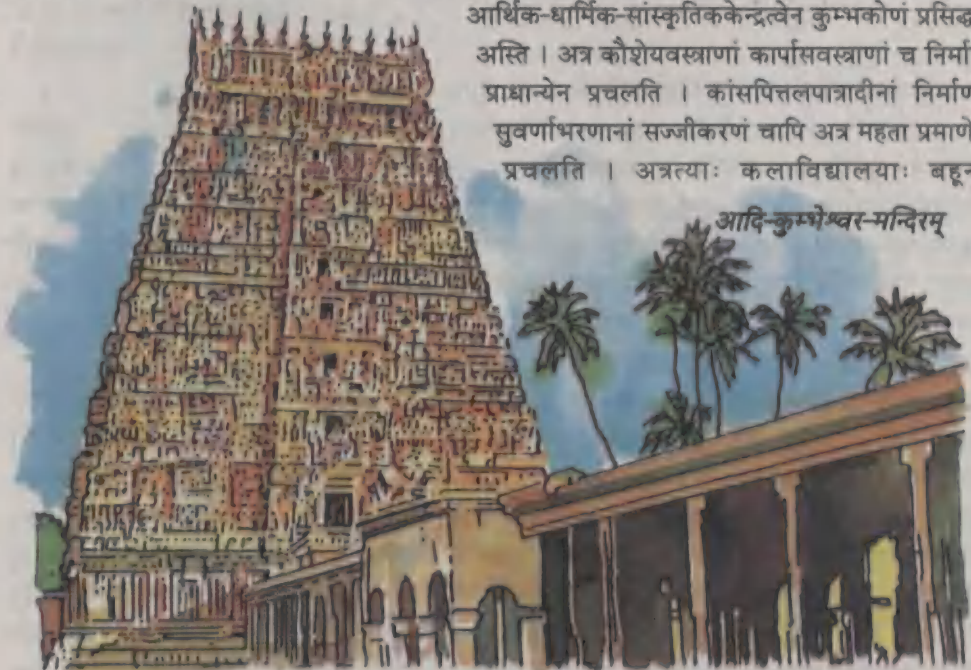 आर्थिक-धार्मिक-सांस्कृतिककेन्द्रत्वेन कुम्भकोणं प्रसिद्ध
अस्ति । अत्र कौशेयवस्त्राणां कार्पासवस्त्राणां च निर्मा
प्राधान्येन प्रचलति । कांसपित्तलपात्रादीनां निर्माण
सुवर्णाभरणानां सज्जीकरणं चापि अत्र महता प्रमाणे
प्रचलति । अत्रत्याः कलाविद्यालयाः बहून
आदि-कुम्भेश्वर-मन्दिरम्